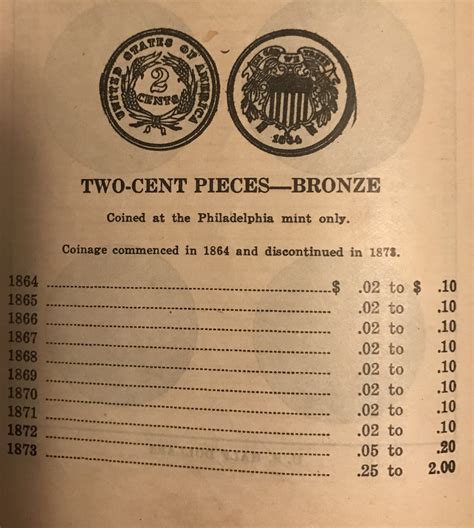 UNITED STATES OF AMERICA
2
CENTS
IN GOD WE TRUST
1864
TWO-CENT PIECES—BRONZE
Coined at the Philadelphia mint only.
Coinage commenced in 1864 and discontinued in 1873.
1864 ........................ $ .02 to $ .10
1865 ........................ .02 to .10
1866 ........................ .02 to .10
1867 ........................ .02 to .10
1868 ........................ .02 to .10
1869 ........................ .02 to .10
1870 ........................ .02 to .10
1871 ........................ .02 to .10
1872 ........................ .05 to .20
1873 ........................ .25 to 2.00